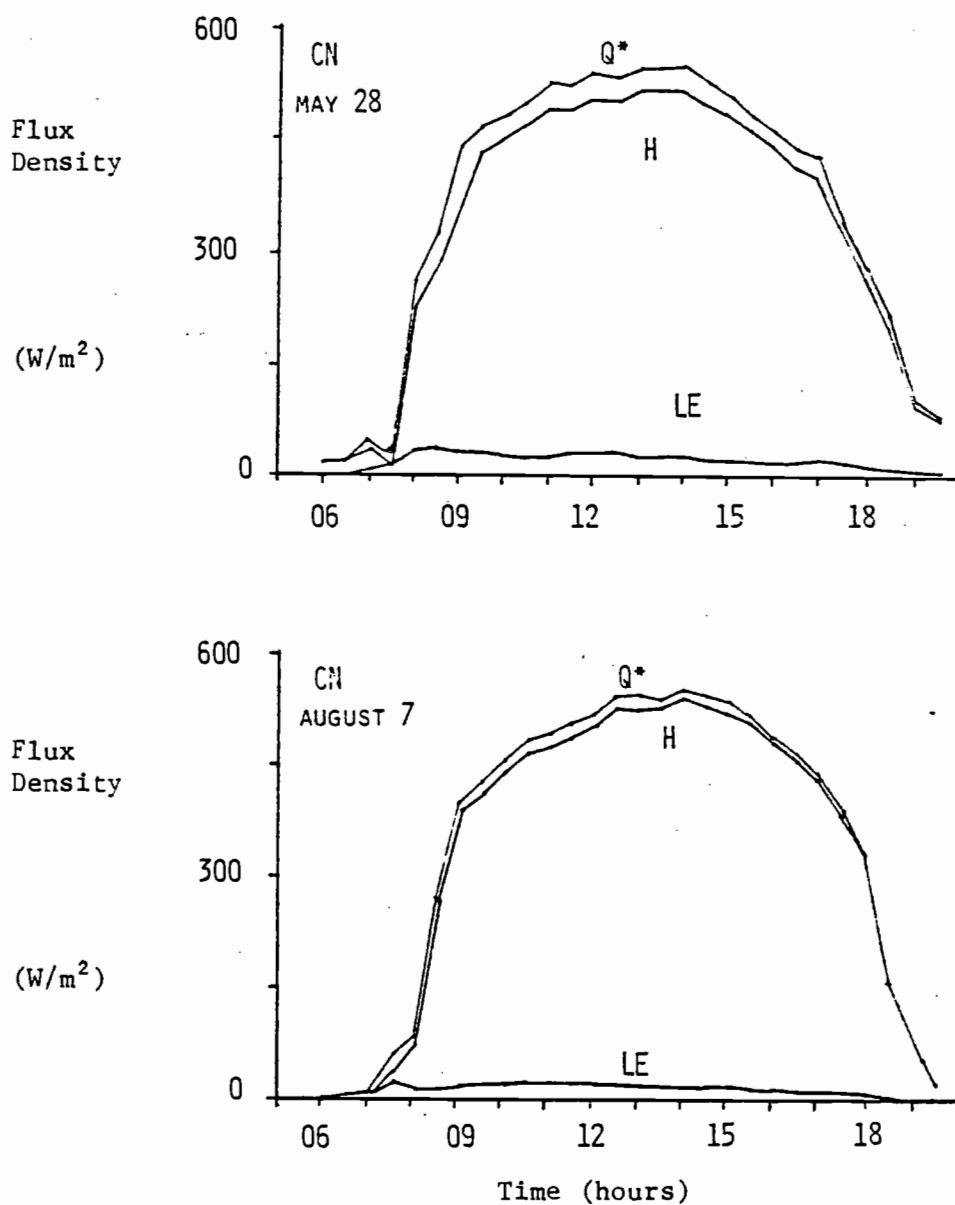 600
CN
MAY 28
Q*
Flux
Density
H
300
(W/m²)
LE
0
06 09 12 15 18
600
CN
AUGUST 7
Q*
Flux
Density
H
300
(W/m²)
LE
0
06 09 12 15 18
Time (hours)